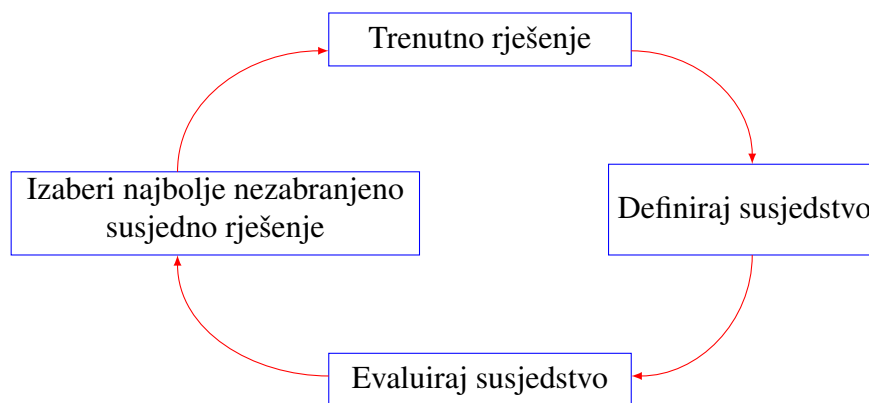 Trenutno rješenje
Izaberi najbolje nezabranjeno
susjedno rješenje
Definiraj susjedstvo
Evaluiraj susjedstvo